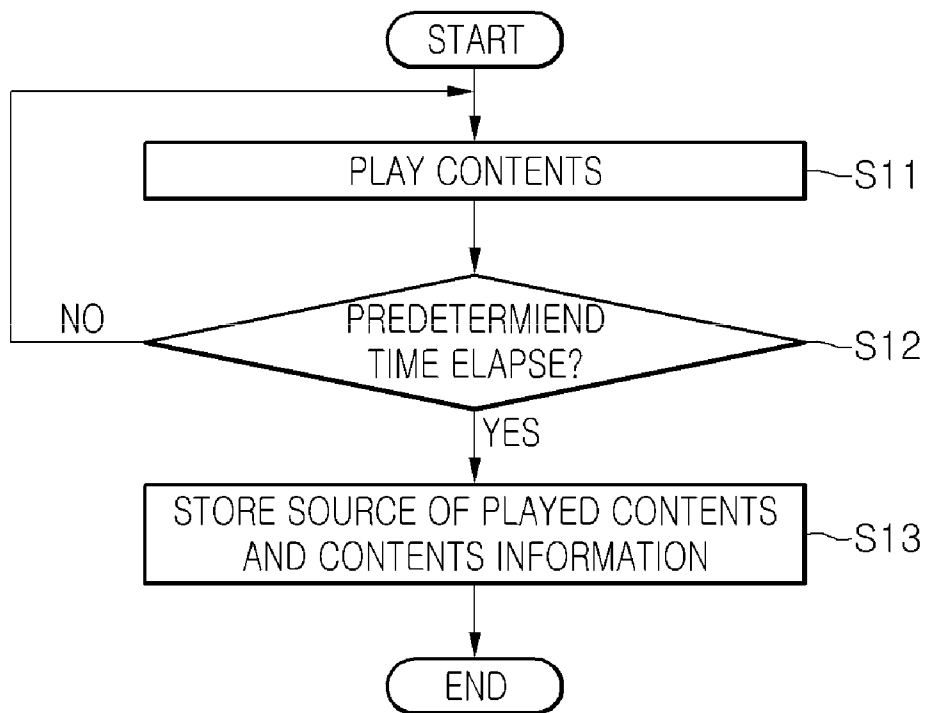 START
PLAY CONTENTS
S11
NO
PREDETERMIEND
TIME ELAPSE?
S12
YES
STORE SOURCE OF PLAYED CONTENTS
AND CONTENTS INFORMATION
S13
END